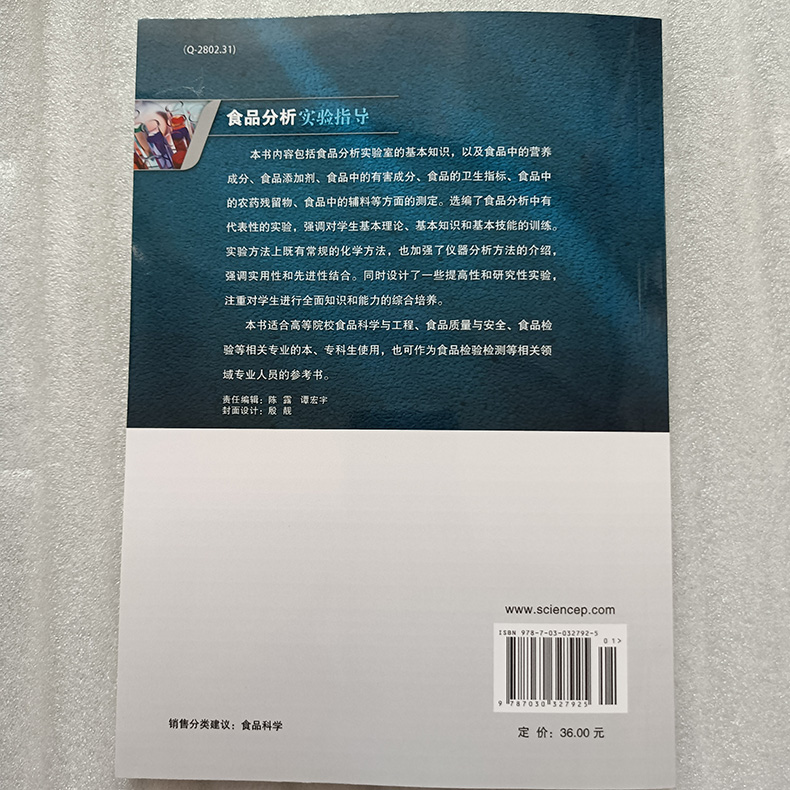 (Q-2802.31)
食品分析实验指导
本书内容包括食品分析实验室的基本知识，以及食品中的营养
成分、食品添加剂、食品中的有害成分、食品的卫生指标、食品中
的农药残留物、食品中的辅料等方面的测定。选编了食品分析中有
代表性的实验，强调对学生基本理论、基本知识和基本技能的训练。
实验方法上既有常规的化学方法，也加强了仪器分析方法的介绍，
强调实用性和先进性结合。同时设计了一些提高性和研究性实验，
注重对学生进行全面知识和能力的综合培养。
本书适合高等院校食品科学与工程、食品质量与安全、食品检
验等相关专业的本、专科生使用，也可作为食品检验检测等相关领
域专业人员的参考书。
责任编辑：陈 露 谭宏宇
封面设计：殷 靓
www.sciencep.com
ISBN 978-7-03-032792-5
01>
9 787030 327925
销售分类建议：食品科学
定 价：36.00 元